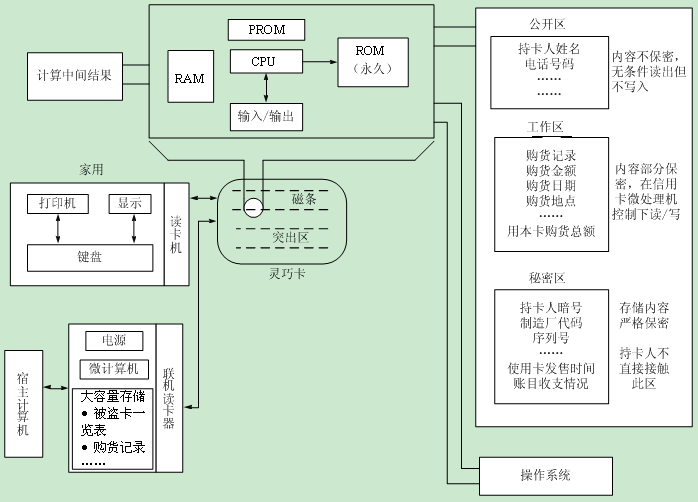 计算中间结果
PROM
RAM
CPU
ROM
（永久）
输入/输出
公开区
持卡人姓名
电话号码
……
……
内容不保密，
无条件读出但
不写入
工作区
购货记录
购货金额
购货日期
购货地点
……
用本卡购货总额
内容部分保
密，在信用
卡微处理机
控制下读/写
秘密区
持卡人暗号
制造厂代码
序列号
……
使用卡发售时间
账目收支情况
存储内容
严格保密
持卡人不
直接接触
此区
家用
打印机
显示
键盘
读卡机
磁条
突出区
灵巧卡
宿主计算机
电源
微计算机
大容量存储
● 被盗卡一
览表
● 购货记录
……
联机读卡器
操作系统